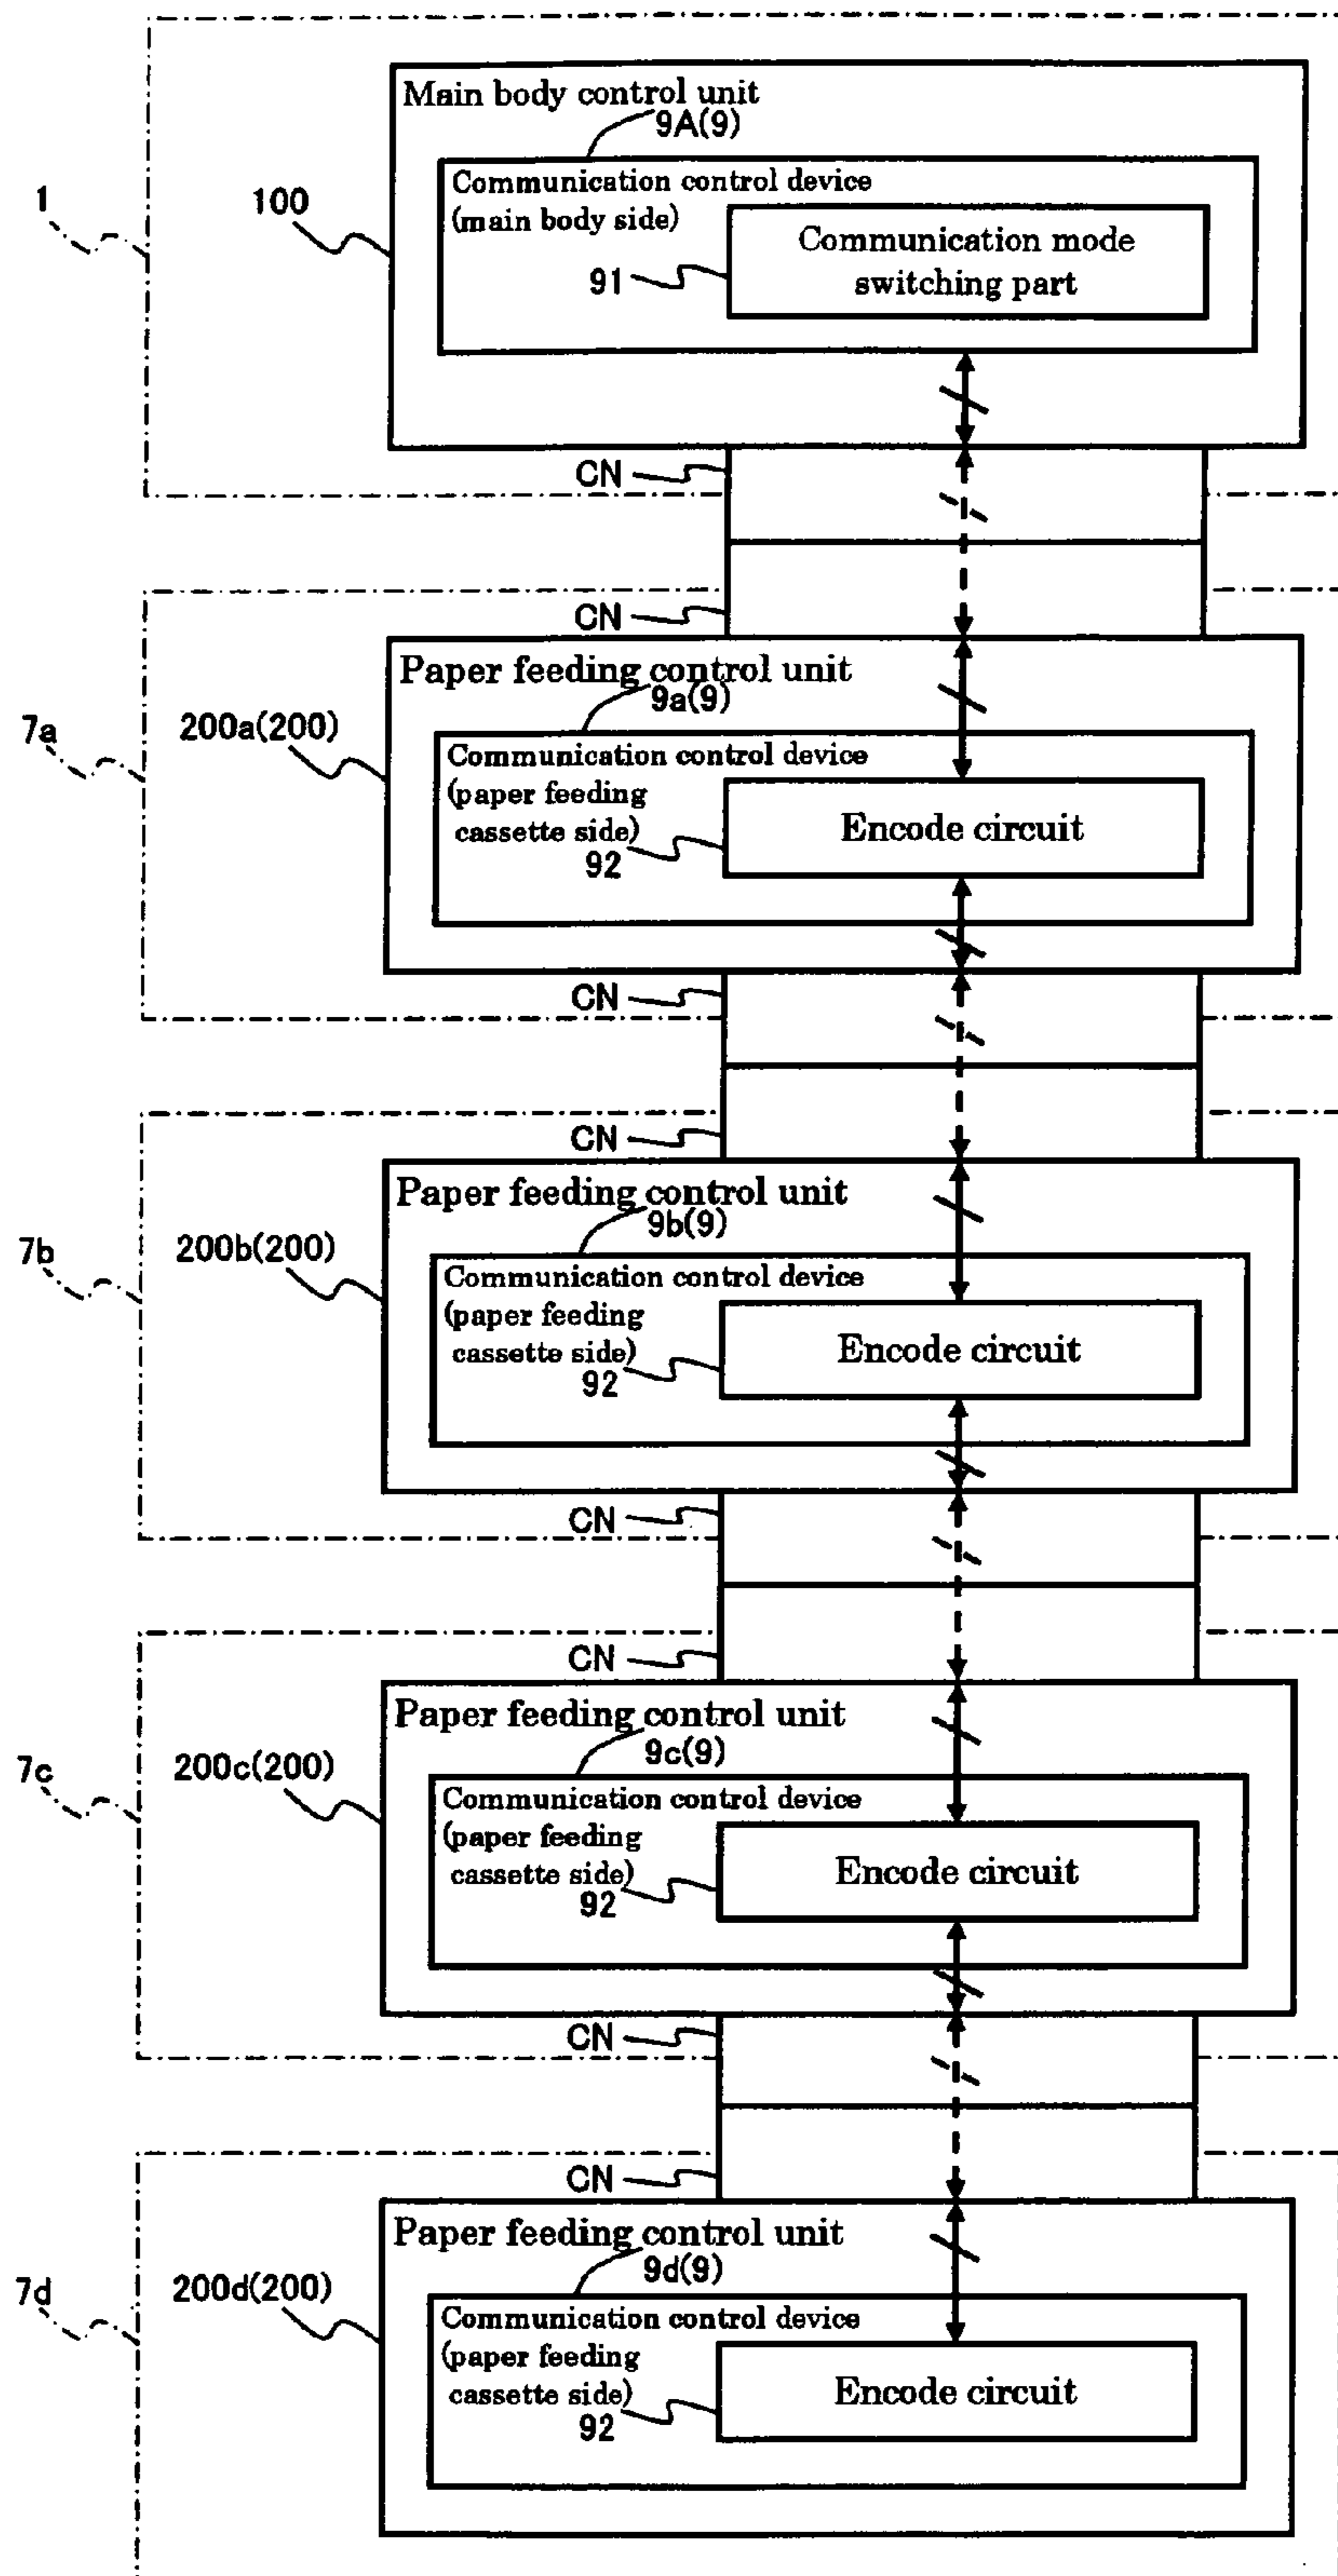 Main body control unit
9A(9)
Communication control device
(main body side)
Communication mode
switching part
1
100
91
CN
CN
Paper feeding control unit
9a(9)
7a
200a(200)
Communication control device
(paper feeding
cassette side)
Encode circuit
92
CN
CN
Paper feeding control unit
9b(9)
7b
200b(200)
Communication control device
(paper feeding
cassette side)
Encode circuit
92
CN
CN
Paper feeding control unit
9c(9)
7c
200c(200)
Communication control device
(paper feeding
cassette side)
Encode circuit
92
CN
CN
Paper feeding control unit
9d(9)
7d
200d(200)
Communication control device
(paper feeding
cassette side)
Encode circuit
92